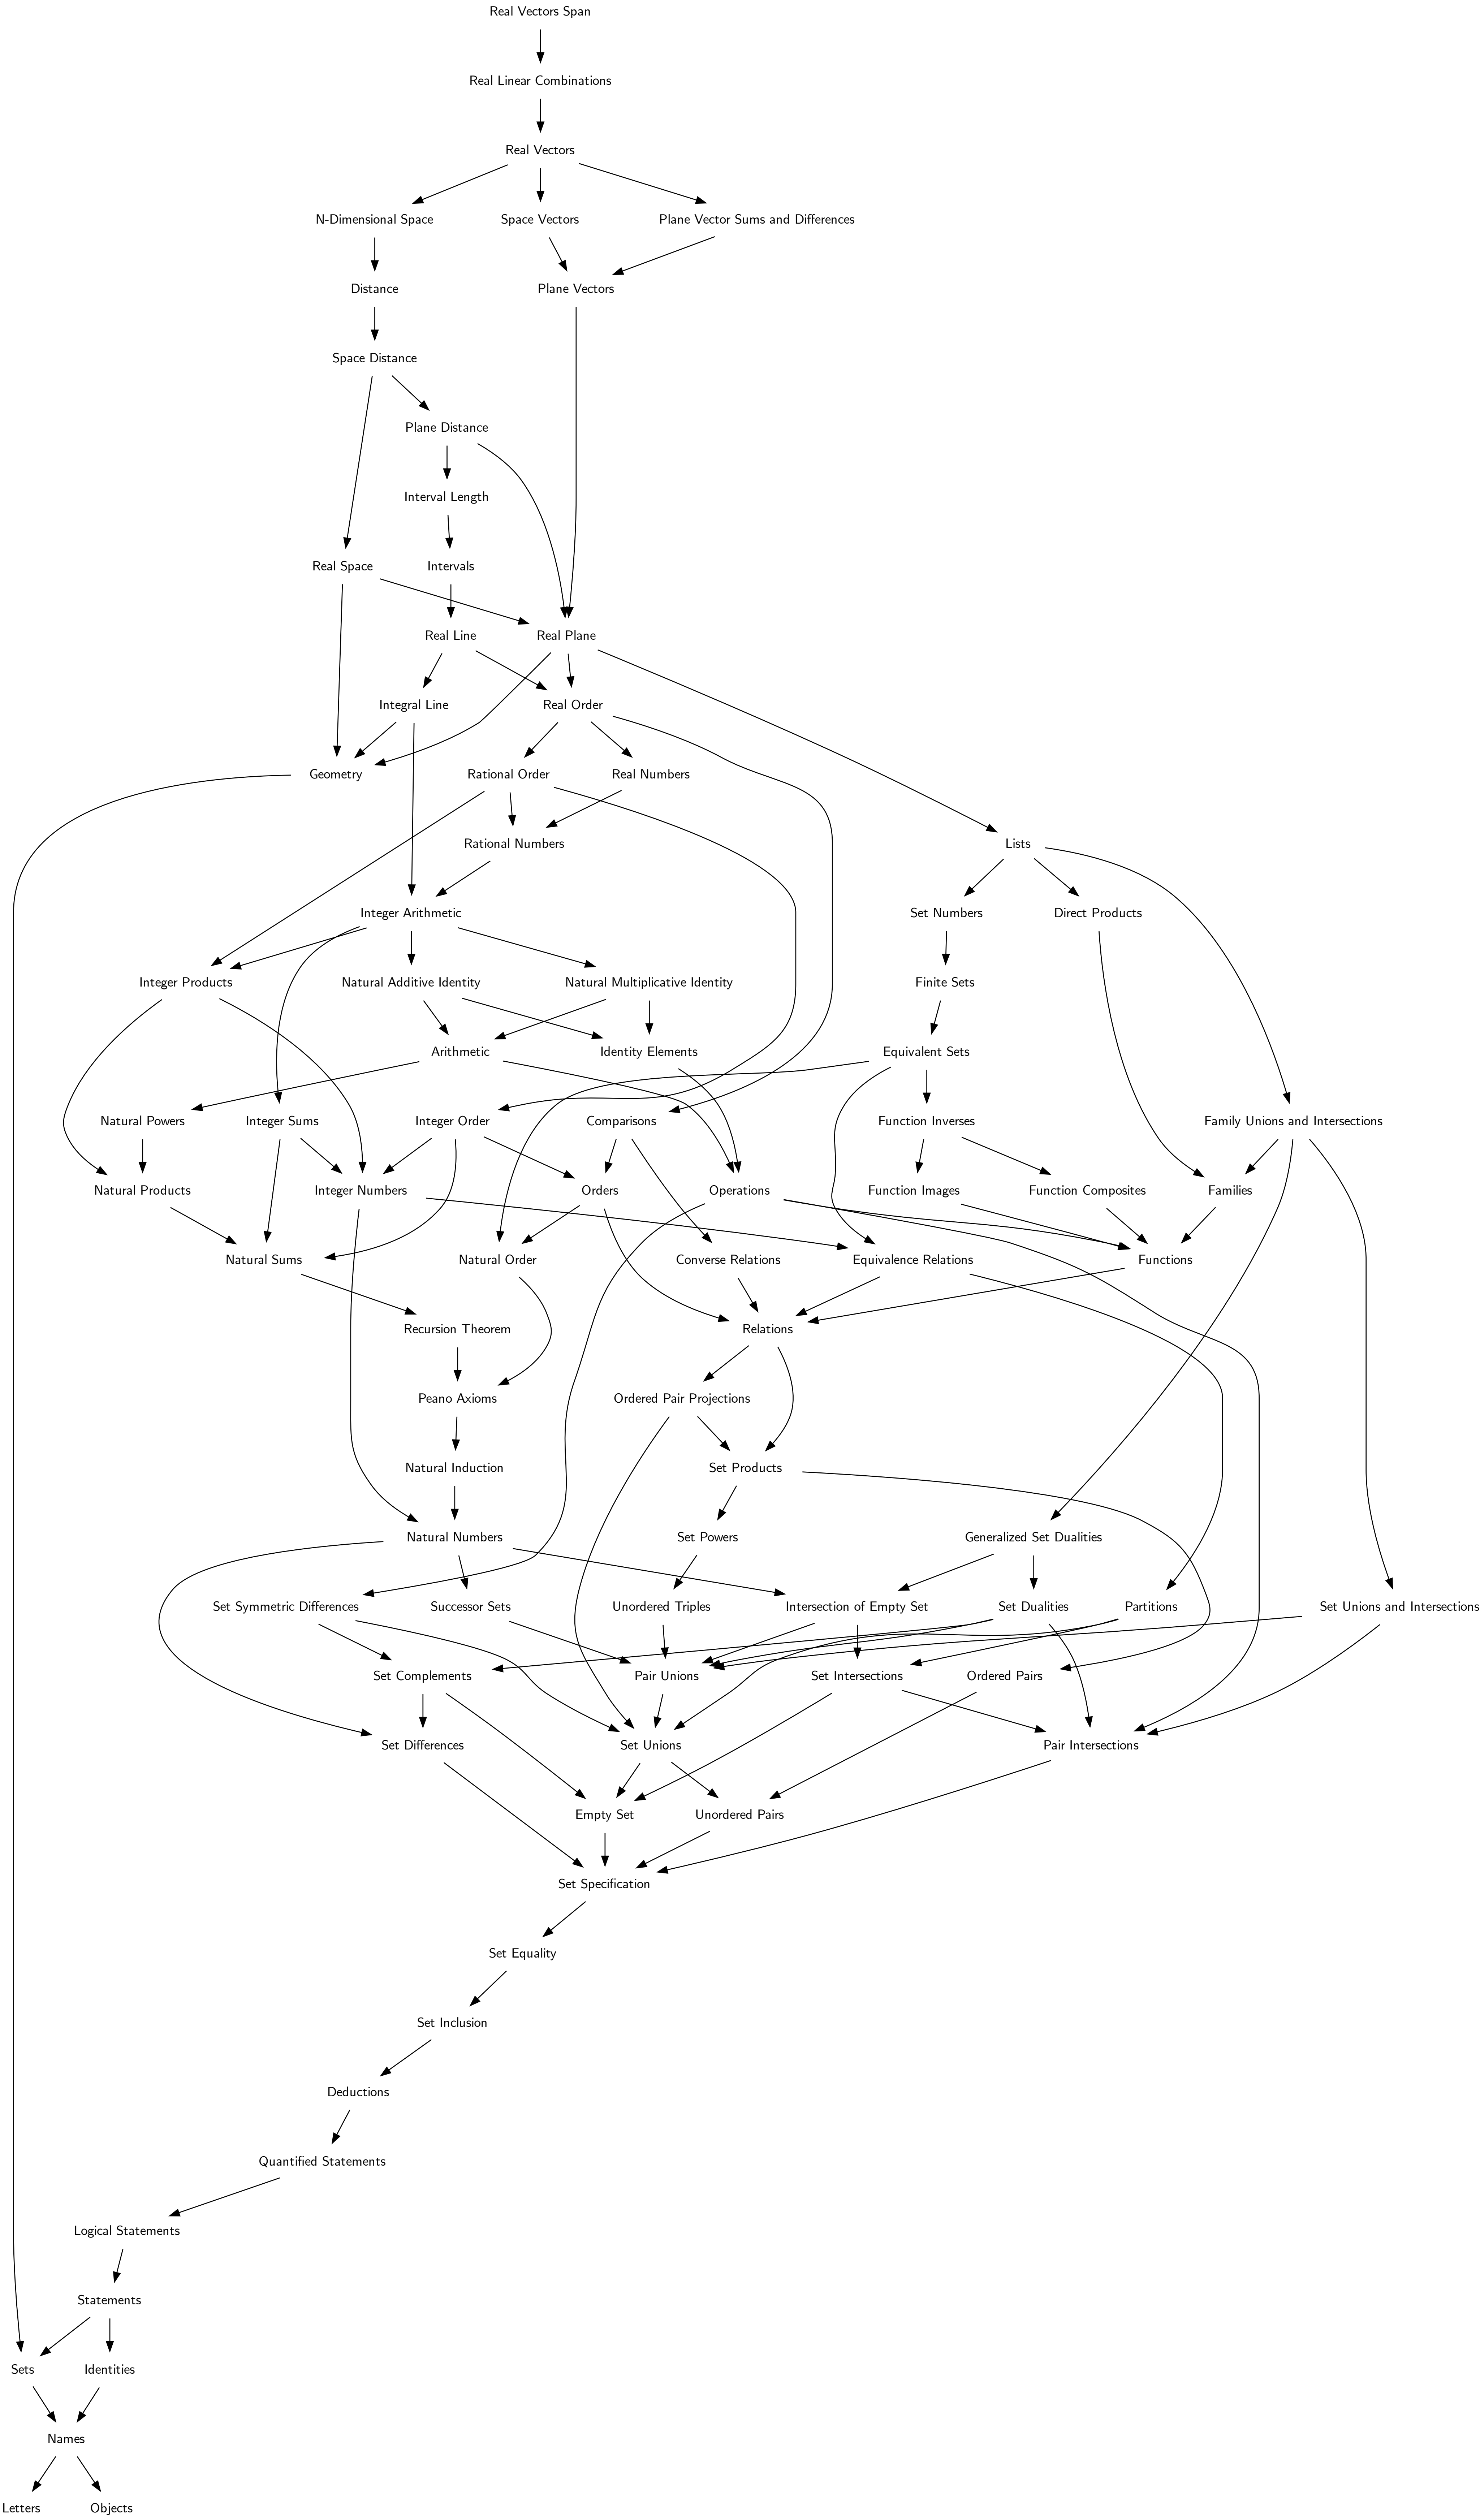 Real Vectors Span
Real Linear Combinations
Real Vectors
N-Dimensional Space
Space Vectors
Plane Vector Sums and Differences
Distance
Plane Vectors
Space Distance
Plane Distance
Interval Length
Real Space
Intervals
Real Line
Real Plane
Integral Line
Real Order
Geometry
Rational Order
Real Numbers
Rational Numbers
Lists
Integer Arithmetic
Set Numbers
Direct Products
Integer Products
Natural Additive Identity
Natural Multiplicative Identity
Finite Sets
Arithmetic
Identity Elements
Equivalent Sets
Natural Powers
Integer Sums
Integer Order
Comparisons
Function Inverses
Family Unions and Intersections
Natural Products
Integer Numbers
Orders
Operations
Function Images
Function Composites
Families
Natural Sums
Natural Order
Converse Relations
Equivalence Relations
Functions
Recursion Theorem
Relations
Peano Axioms
Ordered Pair Projections
Natural Induction
Set Products
Natural Numbers
Set Powers
Generalized Set Dualities
Set Symmetric Differences
Successor Sets
Unordered Triples
Intersection of Empty Set
Set Dualities
Partitions
Set Unions and Intersections
Set Complements
Pair Unions
Set Intersections
Ordered Pairs
Set Differences
Set Unions
Pair Intersections
Empty Set
Unordered Pairs
Set Specification
Set Equality
Set Inclusion
Deductions
Quantified Statements
Logical Statements
Statements
Sets
Identities
Names
Letters
Objects